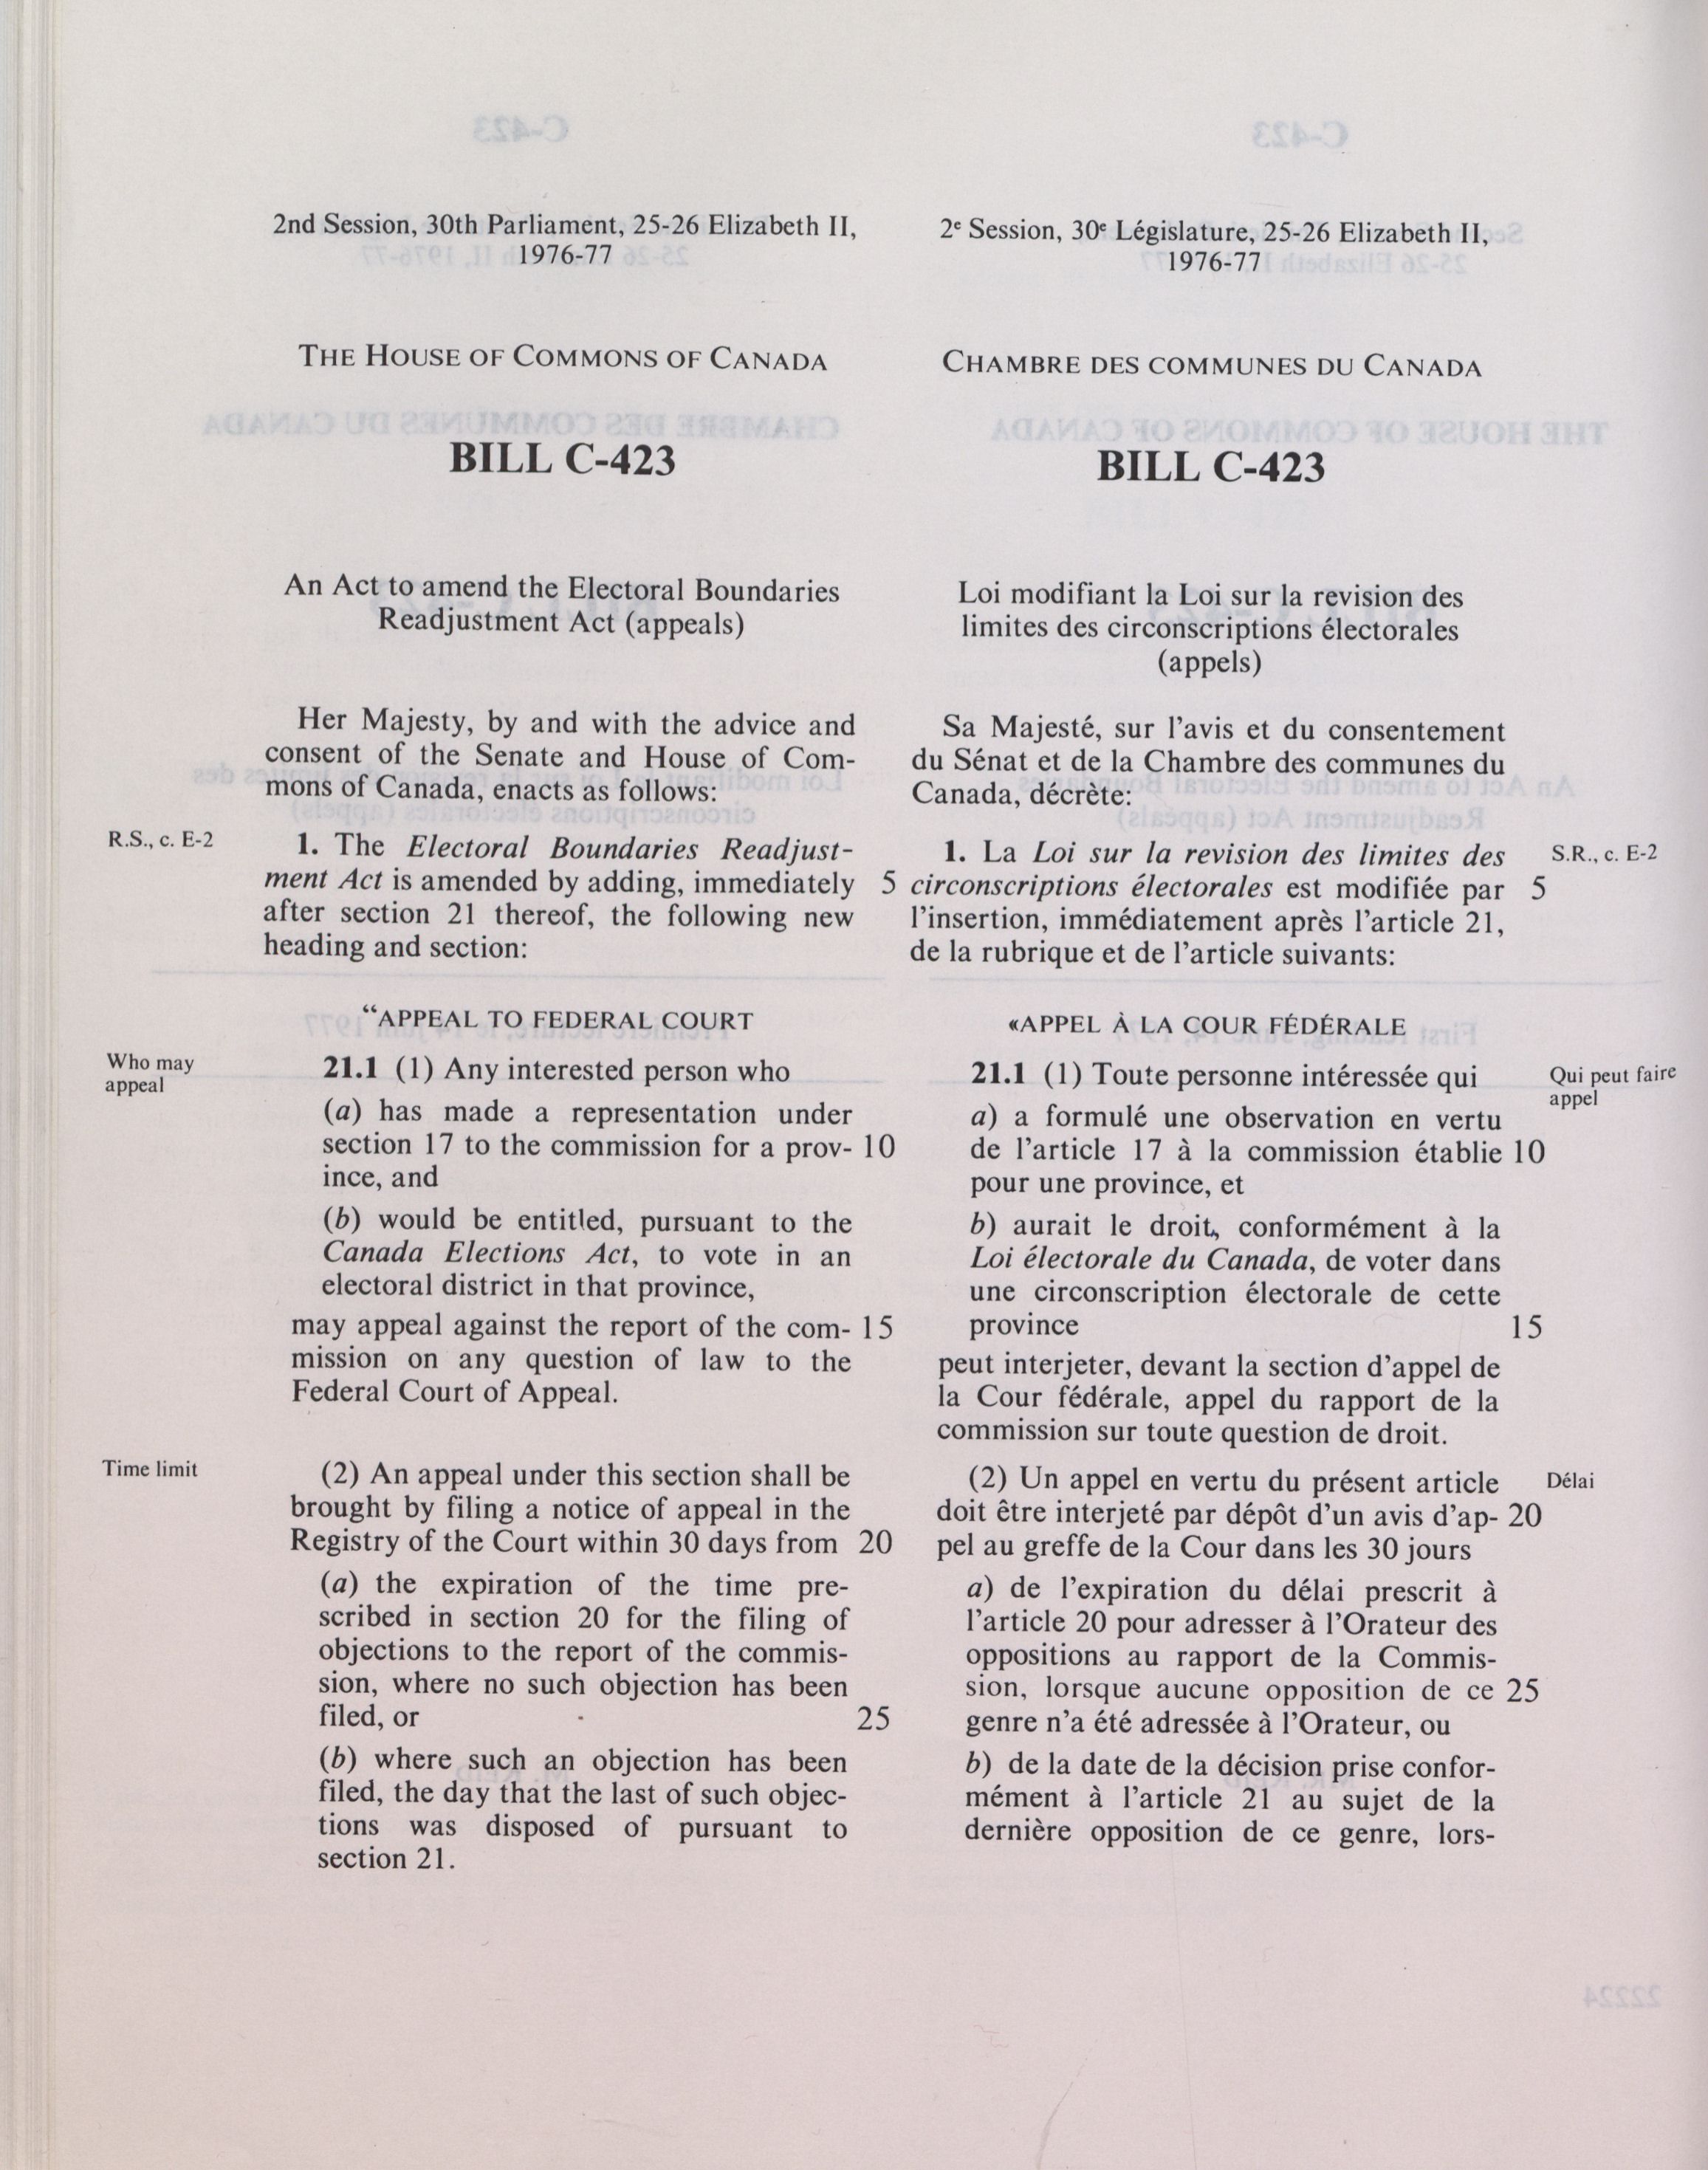 2nd Session, 30th Parliament, 25-26 Elizabeth II,
1976-77
THE HOUSE OF COMMONS OF CANADA
BILL C-423
An Act to amend the Electoral Boundaries
Readjustment Act (appeals)
Her Majesty, by and with the advice and
consent of the Senate and House of Com-
mons of Canada, enacts as follows:
R.S., c. E-2
1. The Electoral Boundaries Readjust-
ment Act is amended by adding, immediately 5
after section 21 thereof, the following new
heading and section:
“APPEAL TO FEDERAL COURT
Who may
appeal
21.1 (1) Any interested person who
(a) has made a representation under
section 17 to the commission for a prov- 10
ince, and
(b) would be entitled, pursuant to the
Canada Elections Act, to vote in an
electoral district in that province,
may appeal against the report of the com- 15
mission on any question of law to the
Federal Court of Appeal.
Time limit
(2) An appeal under this section shall be
brought by filing a notice of appeal in the
Registry of the Court within 30 days from 20
(a) the expiration of the time pre-
scribed in section 20 for the filing of
objections to the report of the commis-
sion, where no such objection has been
filed, or 25
(b) where such an objection has been
filed, the day that the last of such objec-
tions was disposed of pursuant to
section 21.
2e Session, 30e Législature, 25-26 Elizabeth II,
1976-77
CHAMBRE DES COMMUNES DU CANADA
BILL C-423
Loi modifiant la Loi sur la revision des
limites des circonscriptions électorales
(appels)
Sa Majesté, sur l'avis et du consentement
du Sénat et de la Chambre des communes du
Canada, décrète:
1. La Loi sur la revision des limites des
S.R., c. E-2
circonscriptions électorales est modifiée par 5
l'insertion, immédiatement après l'article 21,
de la rubrique et de l'article suivants:
«APPEL À LA COUR FÉDÉRALE
21.1 (1) Toute personne intéressée qui
Qui peut faire
appel
a) a formulé une observation en vertu
de l'article 17 à la commission établie 10
pour une province, et
b) aurait le droit, conformément à la
Loi électorale du Canada, de voter dans
une circonscription électorale de cette
province 15
peut interjeter, devant la section d'appel de
la Cour fédérale, appel du rapport de la
commission sur toute question de droit.
(2) Un appel en vertu du présent article
Délai
doit être interjeté par dépôt d'un avis d'ap- 20
pel au greffe de la Cour dans les 30 jours
a) de l'expiration du délai prescrit à
l'article 20 pour adresser à l'Orateur des
oppositions au rapport de la Commis-
sion, lorsque aucune opposition de ce 25
genre n'a été adressée à l'Orateur, ou
b) de la date de la décision prise confor-
mément à l'article 21 au sujet de la
dernière opposition de ce genre, lors-